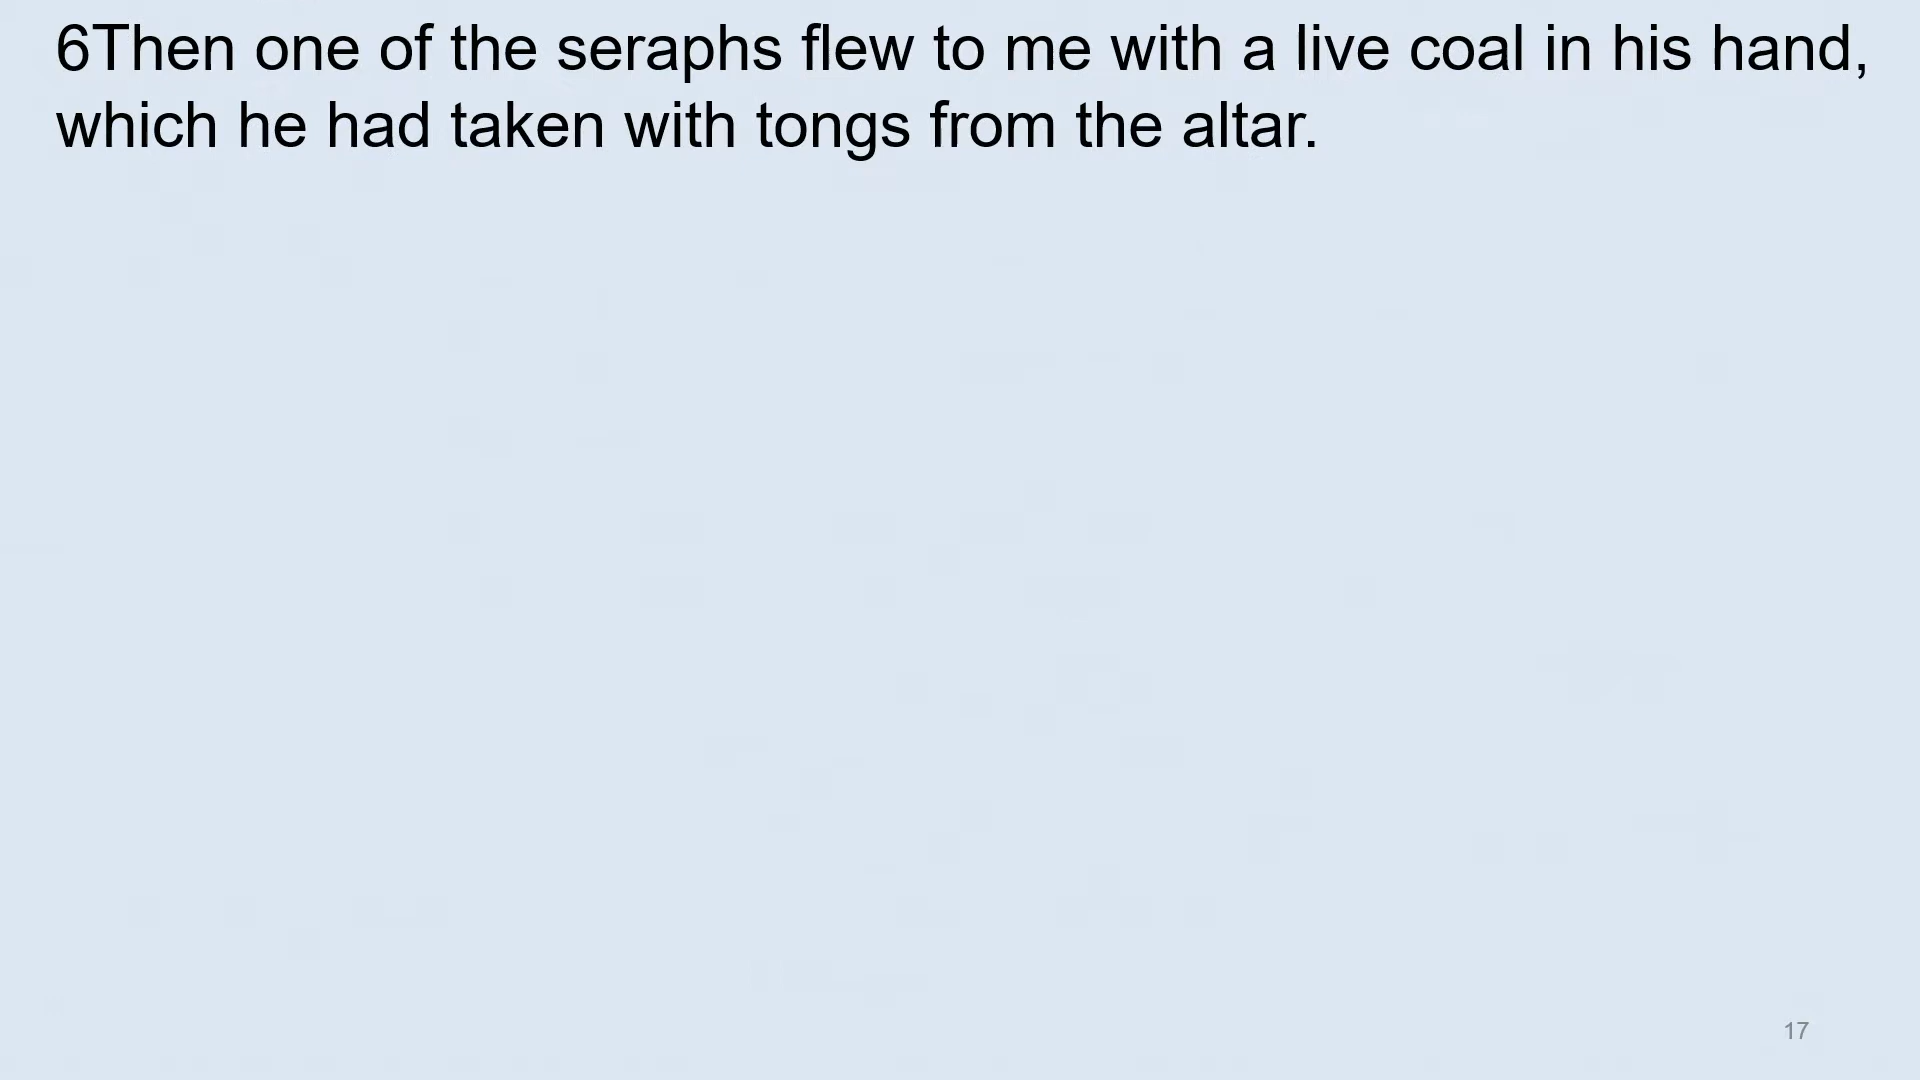 6Then one of the seraphs flew to me with a live coal in his hand,
which he had taken with tongs from the altar.
17